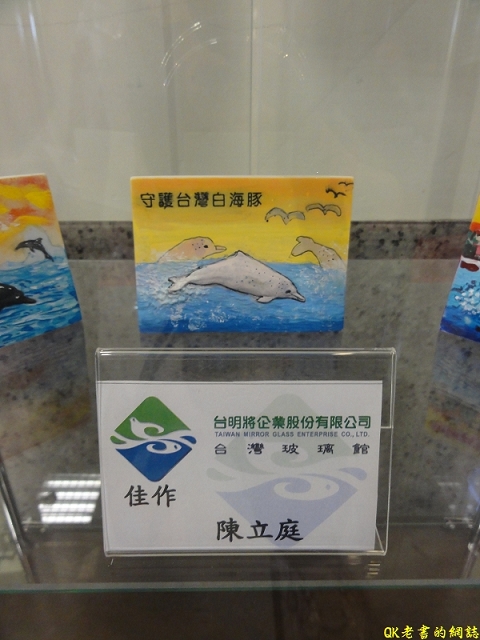 守護台灣白海豚
台明將企業股份有限公司
TAIWAN MIRROR GLASS ENTERPRISE CO., LTD.
台灣玻璃館
佳作
陳立庭
QK老書的網誌